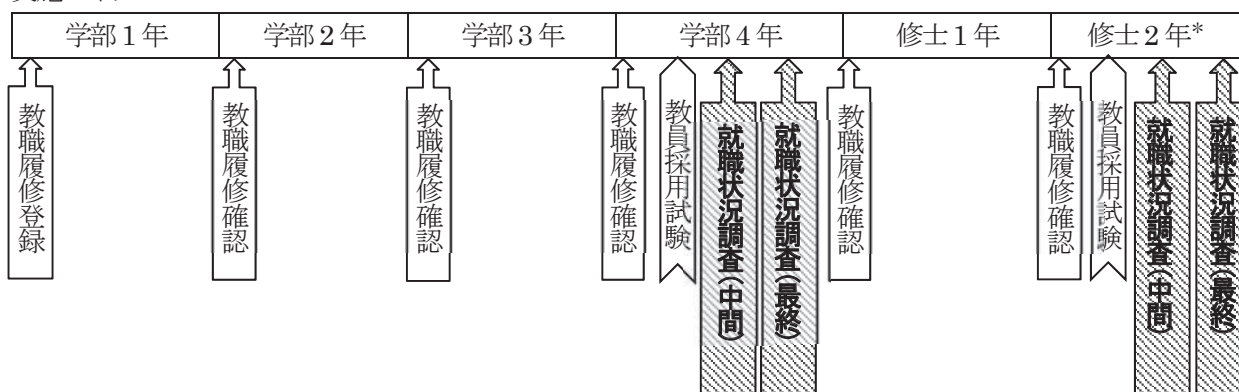 学部1年 学部2年 学部3年 学部4年 修士1年 修士2年*
教職履修登録
教職履修確認
教職履修確認
教職履修確認
教員採用試験
就職状況調査(中間)
就職状況調査(最終)
教職履修確認
教職履修確認
教員採用試験
就職状況調査(中間)
就職状況調査(最終)